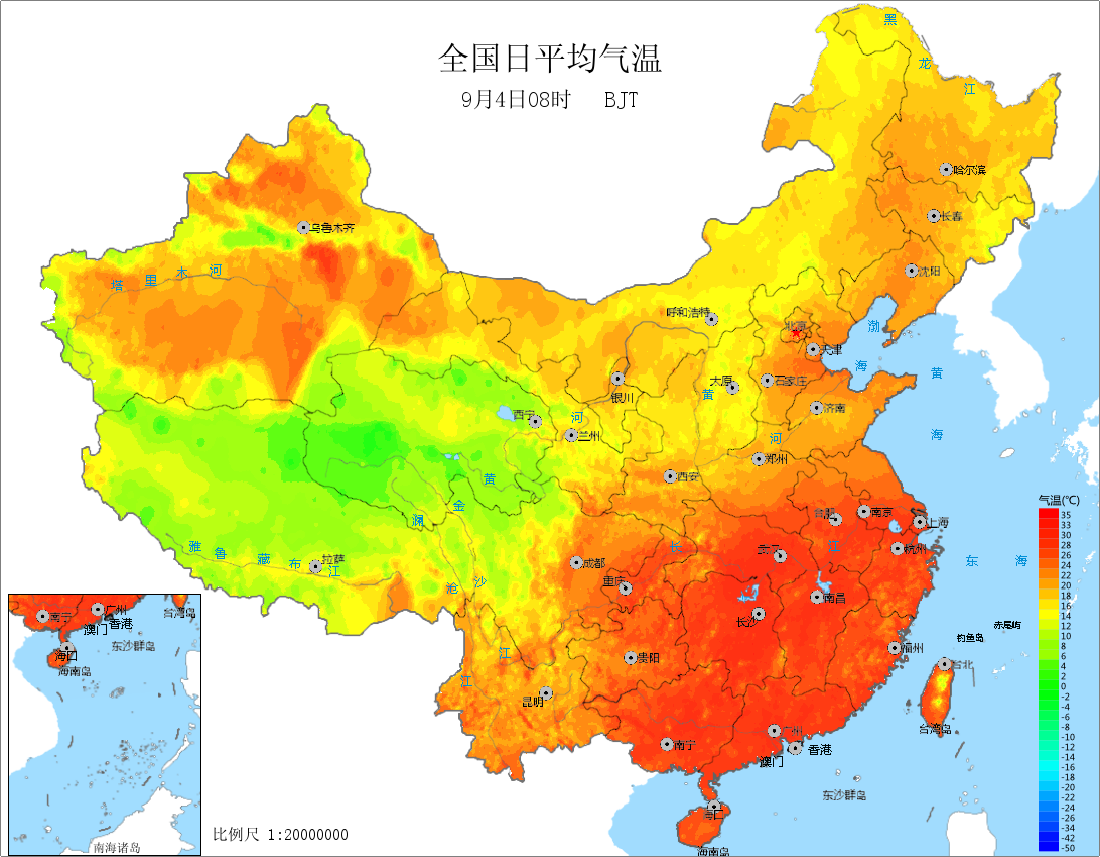 全国日平均气温
9月4日08时 BJT
黑
龙
江
哈尔滨
长春
沈阳
乌鲁木齐
塔
里
木
河
呼和浩特
北京
天津
渤
海
黄
海
银川
太原
黄
石家庄
济南
河
郑州
西宁
河
兰州
西安
黄
金
澜
雅
鲁
藏
布
江
拉萨
沧
沙
江
江
成都
重庆
长
江
合肥
南京
上海
杭州
武汉
南昌
长沙
东
海
贵阳
昆明
福州
钓鱼岛
赤尾屿
台北
台湾岛
南宁
广州
香港
澳门
东沙群岛
海口
海南岛
南宁
广州
香港
澳门
台湾岛
东沙群岛
海口
海南岛
南海诸岛
比例尺 1:20000000
气温(℃)
35
33
30
28
26
24
22
20
18
16
14
12
10
8
6
4
2
0
-2
-4
-6
-8
-10
-12
-14
-16
-18
-20
-22
-24
-26
-34
-42
-50